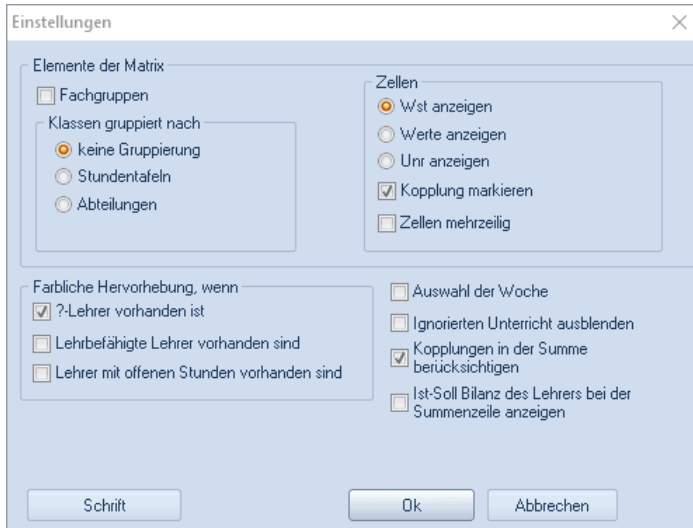 Einstellungen
Elemente der Matrix
Fachgruppen
Klassen gruppiert nach
keine Gruppierung
Stundentafeln
Abteilungen
Zellen
Wst anzeigen
Werte anzeigen
Unr anzeigen
Kopplung markieren
Zellen mehrzeilig
Farbliche Hervorhebung, wenn
?-Lehrer vorhanden ist
Lehrbefähigte Lehrer vorhanden sind
Lehrer mit offenen Stunden vorhanden sind
Auswahl der Woche
Ignorierten Unterricht ausblenden
Kopplungen in der Summe
berücksichtigen
Ist-Soll Bilanz des Lehrers bei der
Summenzeile anzeigen
Schrift
Ok
Abbrechen